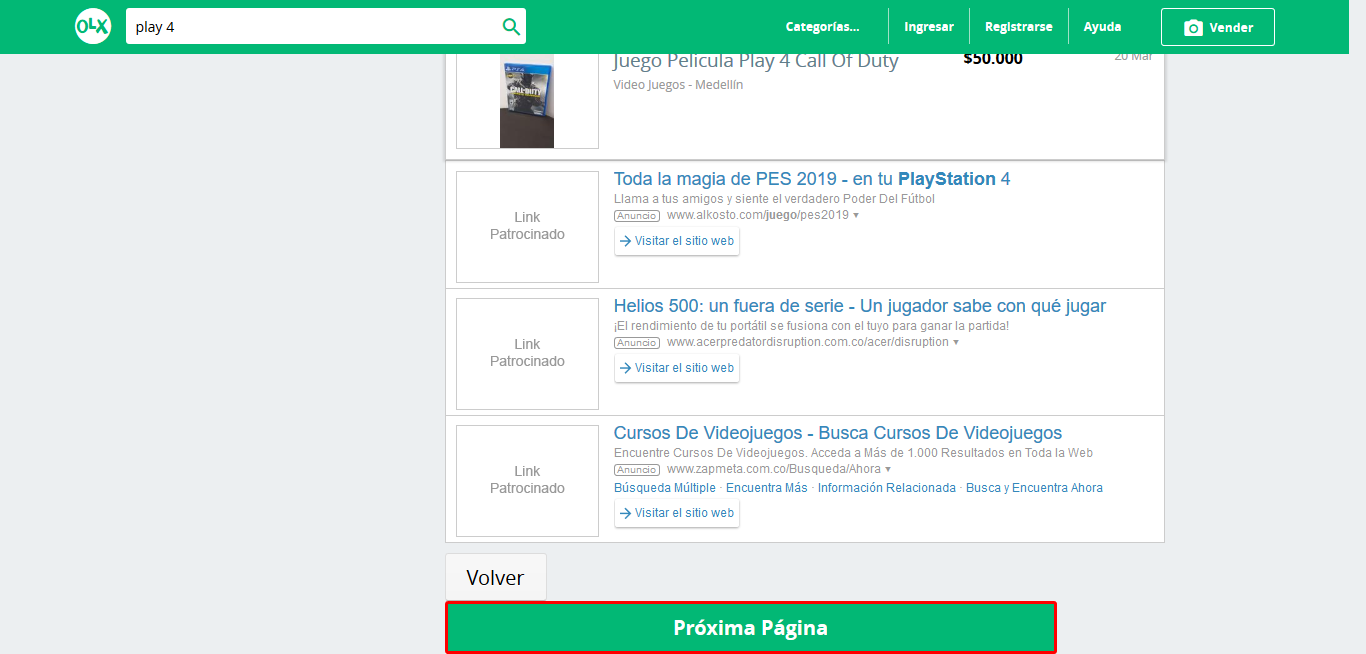 OLX
play 4
Categorías...
Ingresar
Registrarse
Ayuda
Vender
Juego Pelicula Play 4 Call Of Duty
$50.000
20 Mar
Video Juegos - Medellín
PS4
CALL OF DUTY
Link
Patrocinado
Toda la magia de PES 2019 - en tu PlayStation 4
Llama a tus amigos y siente el verdadero Poder Del Fútbol
Anuncio www.alkosto.com/juego/pes2019
Visitar el sitio web
Link
Patrocinado
Helios 500: un fuera de serie - Un jugador sabe con qué jugar
¡El rendimiento de tu portátil se fusiona con el tuyo para ganar la partida!
Anuncio www.acerpredatordisruption.com.co/acer/disruption
Visitar el sitio web
Link
Patrocinado
Cursos De Videojuegos - Busca Cursos De Videojuegos
Encuentre Cursos De Videojuegos. Acceda a Más de 1.000 Resultados en Toda la Web
Anuncio www.zapmeta.com.co/Busqueda/Ahora
Búsqueda Múltiple · Encuentra Más · Información Relacionada · Busca y Encuentra Ahora
Visitar el sitio web
Volver
Próxima Página